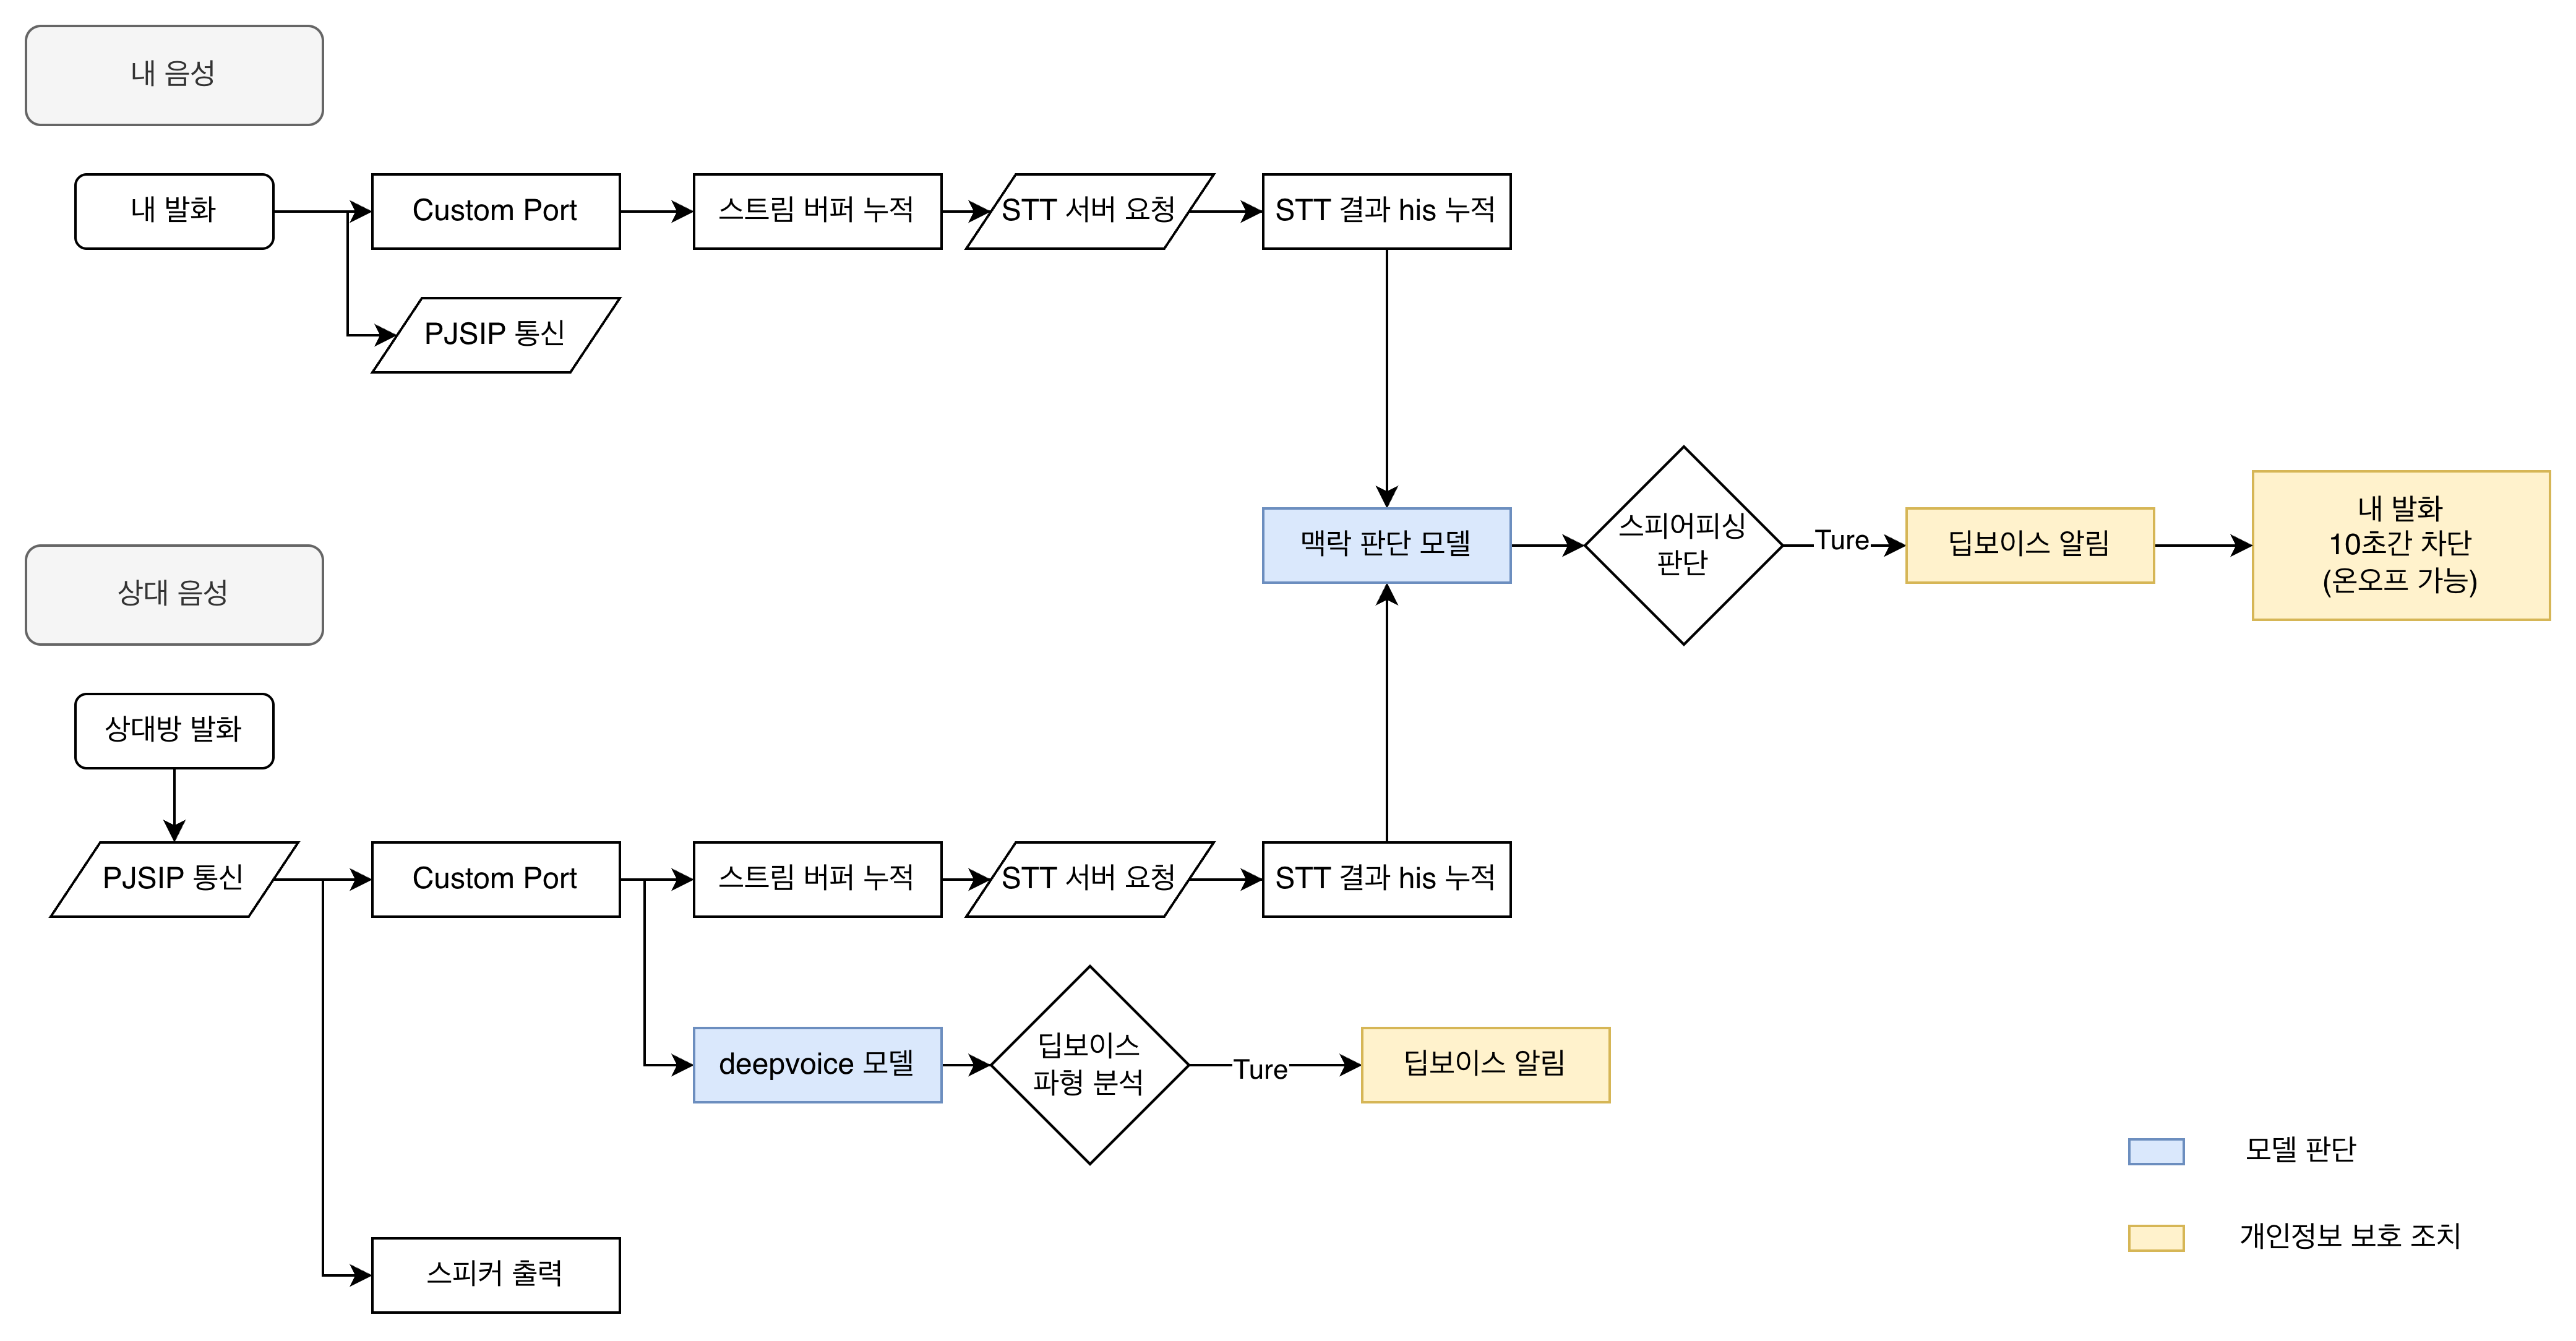 내 음성
내 발화
Custom Port
스트림 버퍼 누적
STT 서버 요청
STT 결과 his 누적
PJSIP 통신
맥락 판단 모델
스피어피싱
판단
Ture
딥보이스 알림
내 발화
10초간 차단
(온오프 가능)
상대 음성
상대방 발화
PJSIP 통신
Custom Port
스트림 버퍼 누적
STT 서버 요청
STT 결과 his 누적
deepvoice 모델
딥보이스
파형 분석
Ture
딥보이스 알림
스피커 출력
모델 판단
개인정보 보호 조치